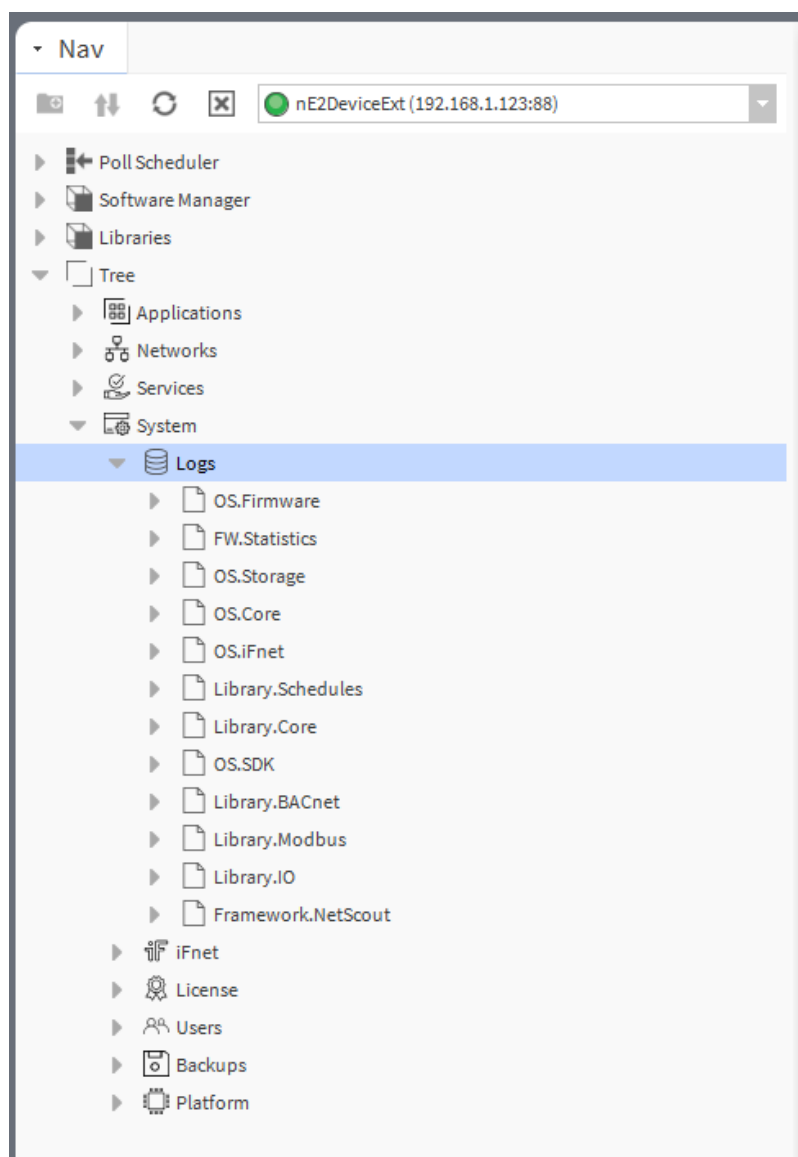 Nav
nE2DeviceExt (192.168.1.123:88)
Poll Scheduler
Software Manager
Libraries
Tree
Applications
Networks
Services
System
Logs
OS.Firmware
FW.Statistics
OS.Storage
OS.Core
OS.iFnet
Library.Schedules
Library.Core
OS.SDK
Library.BACnet
Library.Modbus
Library.IO
Framework.NetScout
iF iFnet
License
Users
Backups
Platform